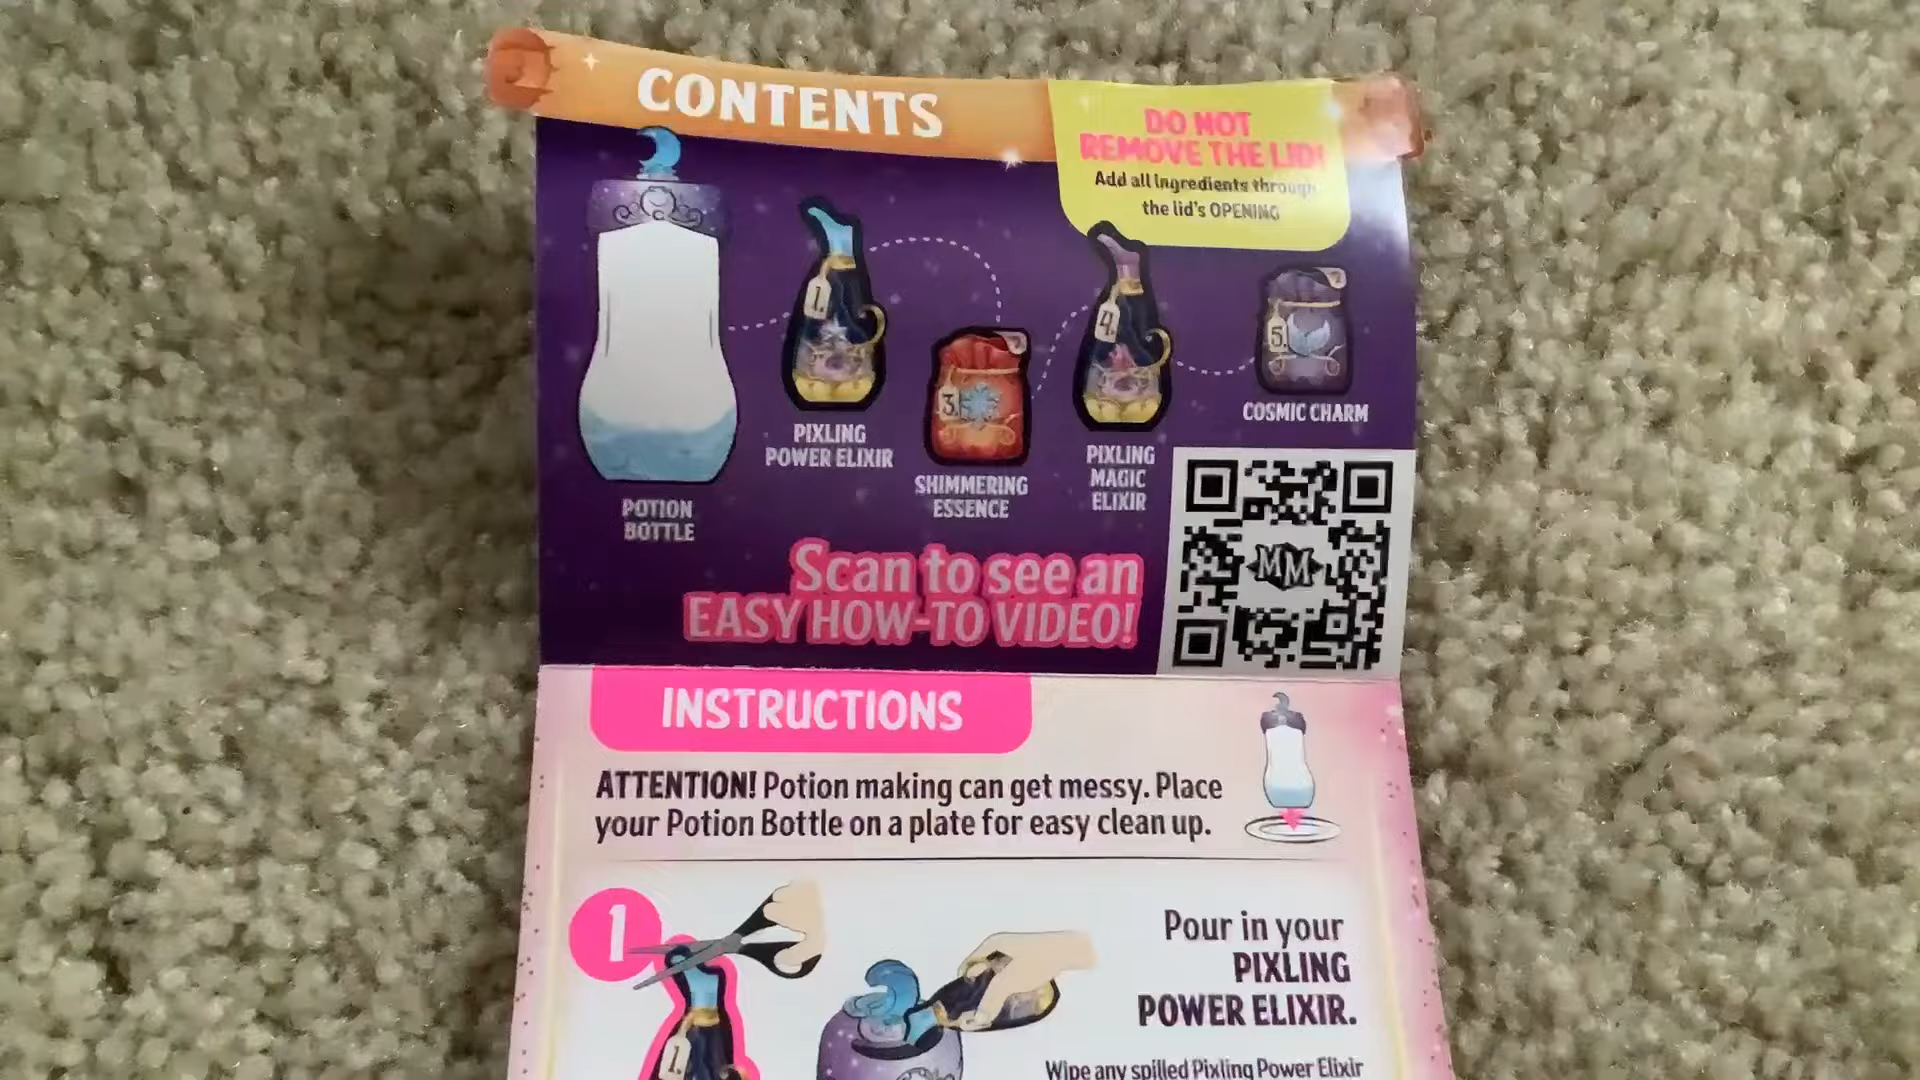 CONTENTS
DO NOT
REMOVE THE LID!
Add all ingredients through
the lid's OPENING
1.
3.
4.
5.
POTION
BOTTLE
PIXLING
POWER ELIXIR
SHIMMERING
ESSENCE
PIXLING
MAGIC
ELIXIR
COSMIC CHARM
Scan to see an
EASY HOW-TO VIDEO!
MM
INSTRUCTIONS
ATTENTION! Potion making can get messy. Place
your Potion Bottle on a plate for easy clean up.
1
1.
Pour in your
PIXLING
POWER ELIXIR.
Wipe any spilled Pixling Power Elixir